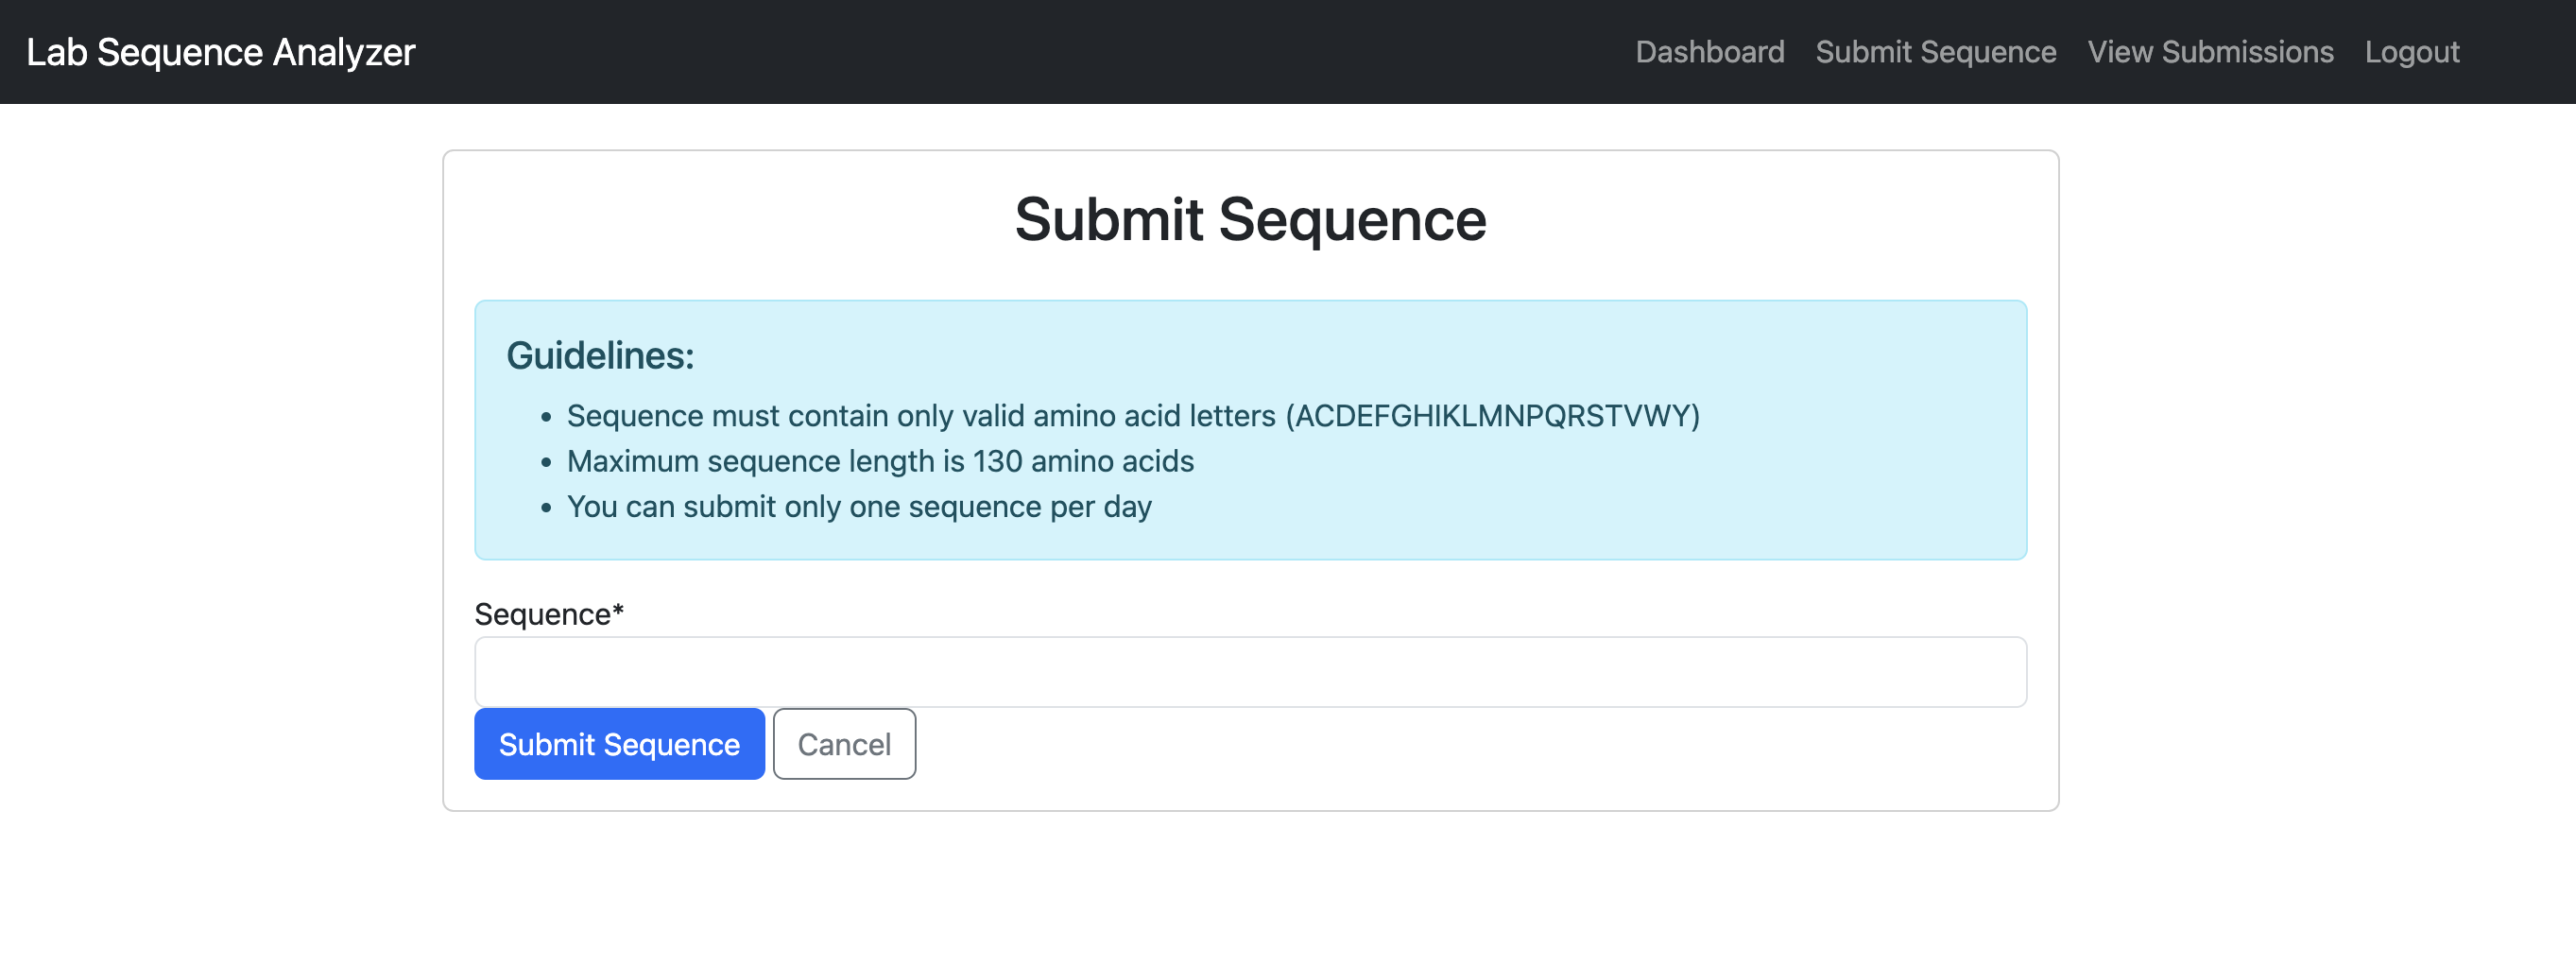 Lab Sequence Analyzer
Dashboard Submit Sequence View Submissions Logout
Submit Sequence
Guidelines:
• Sequence must contain only valid amino acid letters (ACDEFGHIKLMNPQRSTVWY)
• Maximum sequence length is 130 amino acids
• You can submit only one sequence per day
Sequence*
Submit Sequence Cancel